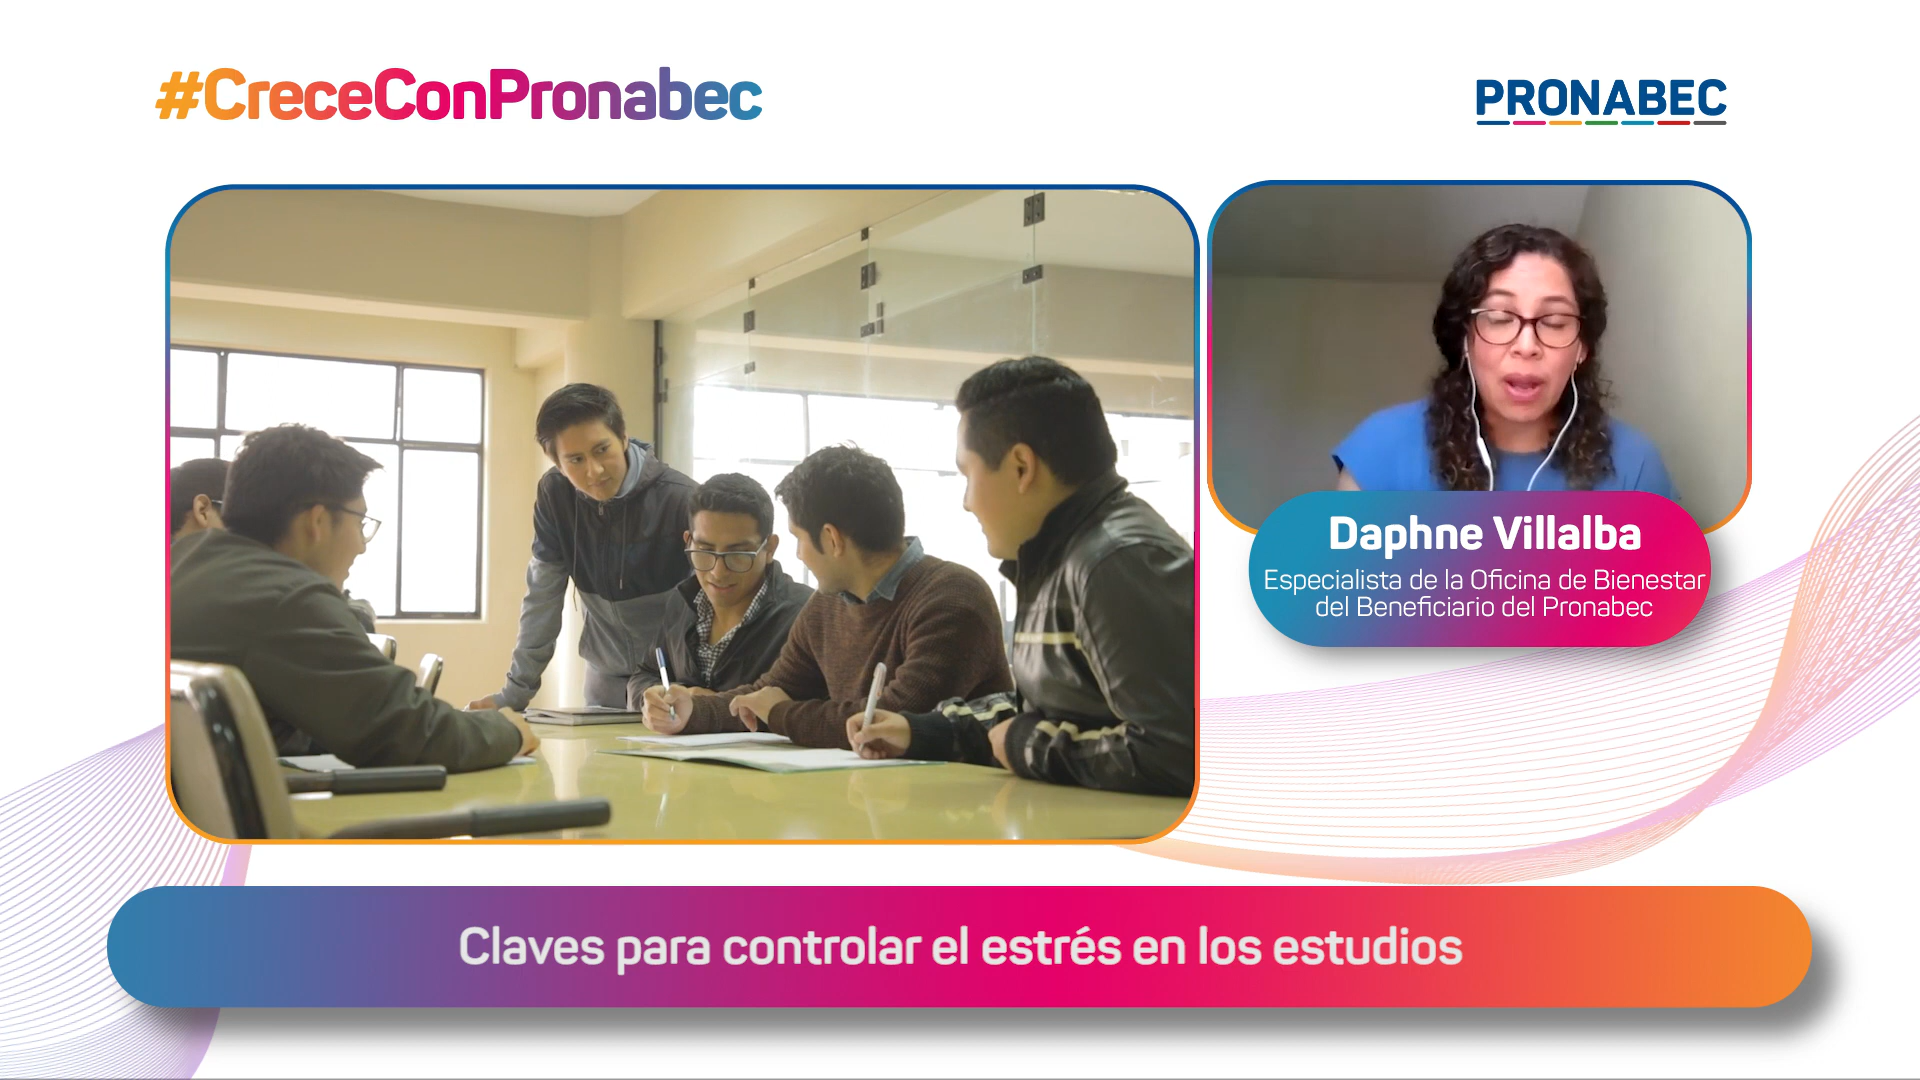 #CreceConPronabec
PRONABEC
Daphne Villalba
Especialista de la Oficina de Bienestar
del Beneficiario del Pronabec
Claves para controlar el estrés en los estudios